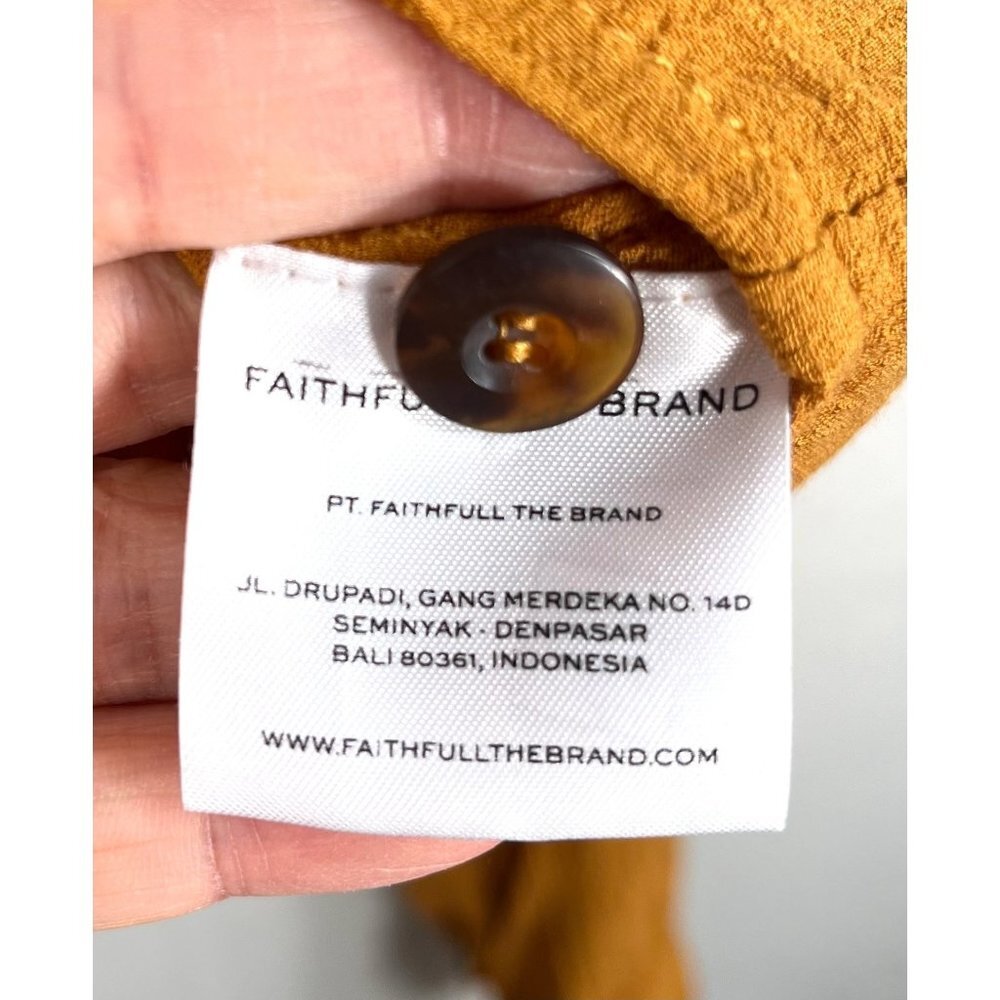 FAITHFU BRAND
PT. FAITHFULL THE BRAND
JL. DRUPADI, GANG MERDEKA NO. 14D
SEMINYAK - DENPASAR
BALI 80361, INDONESIA
WWW.FAITHFULLTHEBRAND.COM